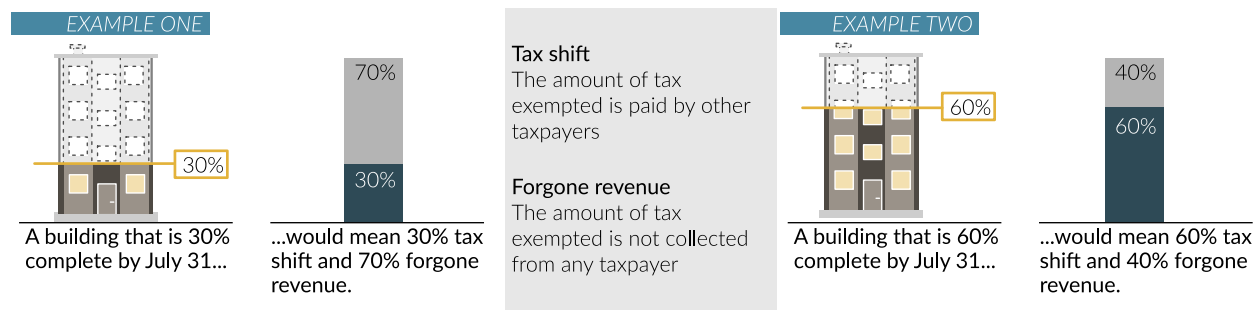 EXAMPLE ONE
30%
A building that is 30%
complete by July 31...
70%
30%
...would mean 30% tax
shift and 70% forgone
revenue.
Tax shift
The amount of tax
exempted is paid by other
taxpayers
Forgone revenue
The amount of tax
exempted is not collected
from any taxpayer
EXAMPLE TWO
60%
A building that is 60%
complete by July 31...
40%
60%
...would mean 60% tax
shift and 40% forgone
revenue.